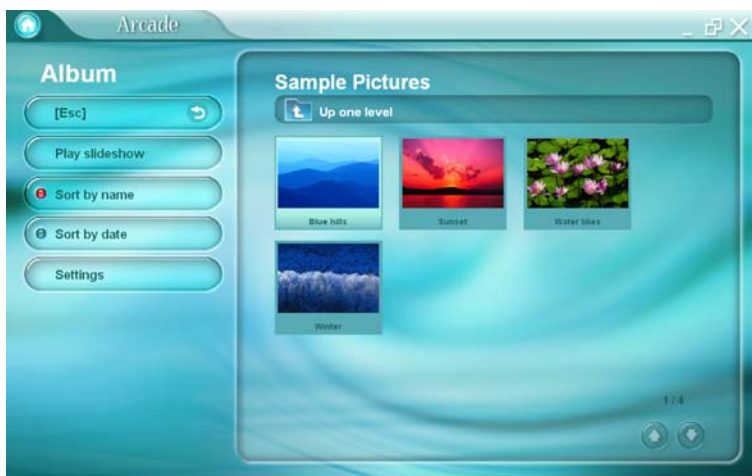 Arcade
Album
[Esc]
Play slideshow
Sort by name
Sort by date
Settings
Sample Pictures
Up one level
Blue hills
Sunset
Water lilies
Winter
1 / 4